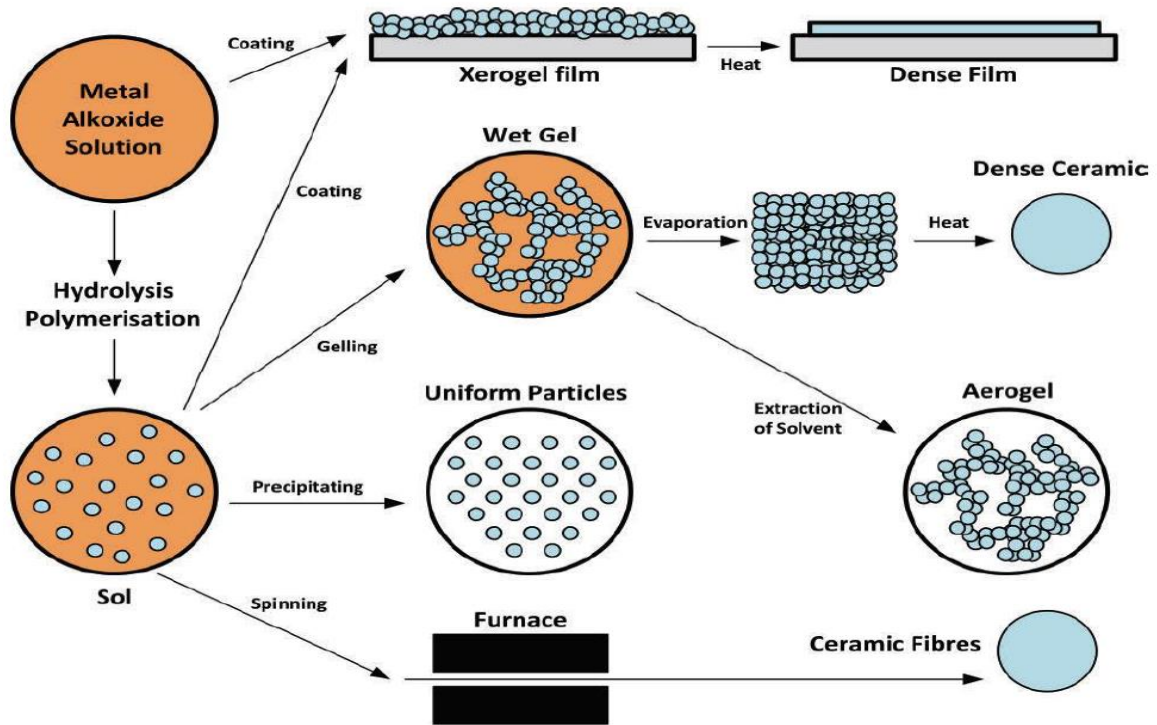 Coating
Xerogel film
Heat
Dense Film
Metal
Alkoxide
Solution
Wet Gel
Coating
Evaporation
Heat
Dense Ceramic
Hydrolysis
Polymerisation
Gelling
Uniform Particles
Extraction
of Solvent
Aerogel
Precipitating
Sol
Spinning
Furnace
Ceramic Fibres